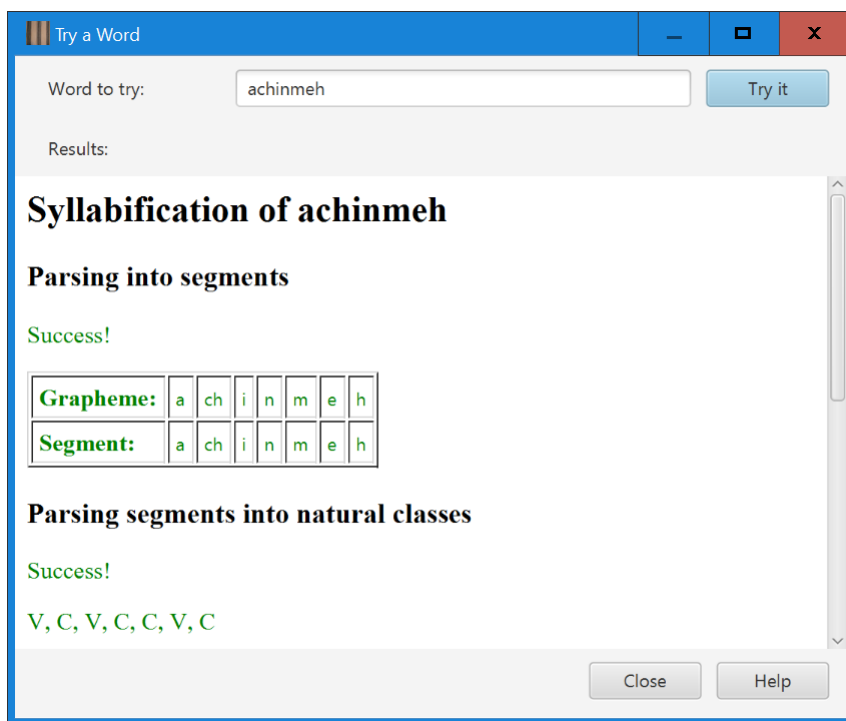 Try a Word
Word to try: achinmeh Try it
Results:
Syllabification of achinmeh
Parsing into segments
Success!
Grapheme: a ch i n m e h
Segment: a ch i n m e h
Parsing segments into natural classes
Success!
V, C, V, C, C, V, C
Close Help